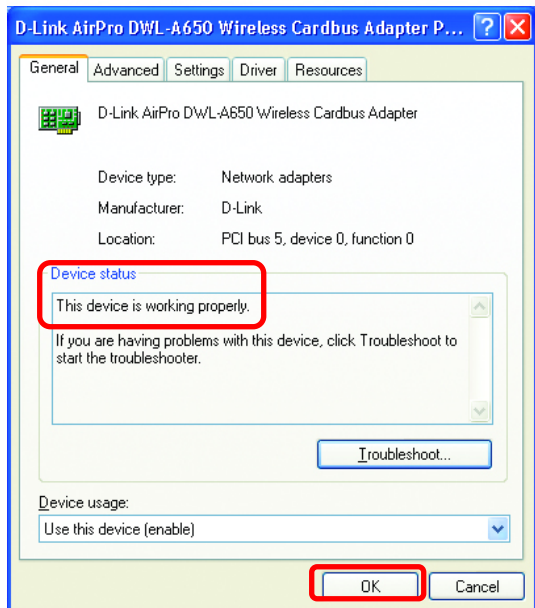 D-Link AirPro DWL-A650 Wireless Cardbus Adapter P...
General Advanced Settings Driver Resources
D-Link AirPro DWL-A650 Wireless Cardbus Adapter
Device type: Network adapters
Manufacturer: D-Link
Location: PCI bus 5, device 0, function 0
Device status
This device is working properly.
If you are having problems with this device, click Troubleshoot to
start the troubleshooter.
Troubleshoot...
Device usage:
Use this device (enable)
OK Cancel